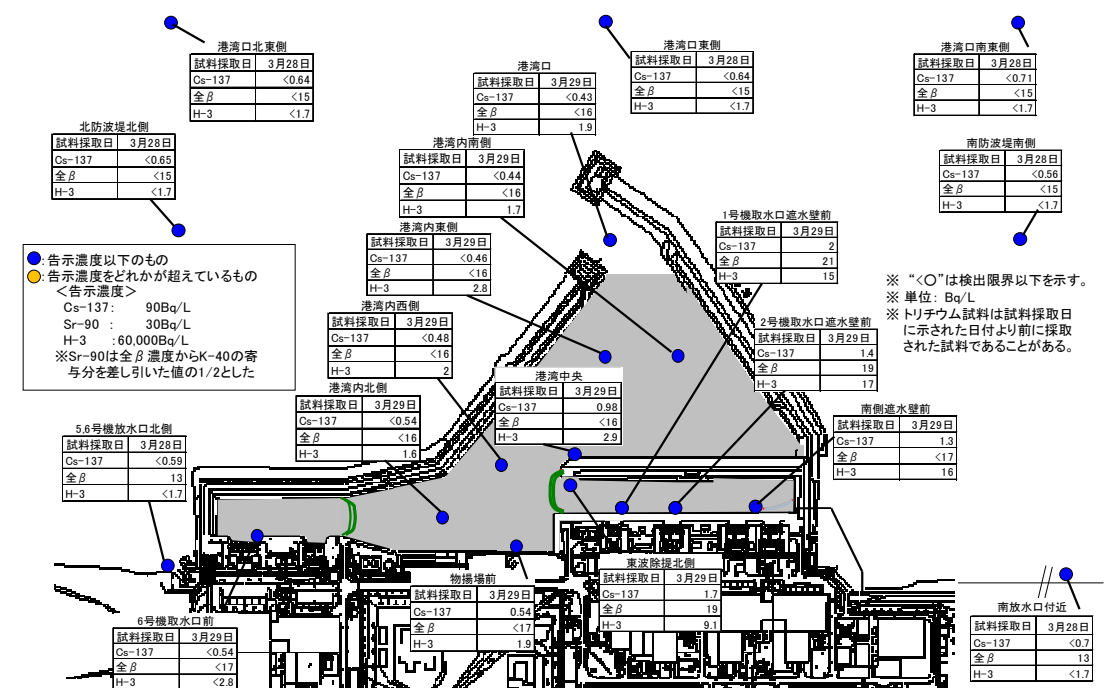 港湾口北東側
試料採取日 3月28日
Cs-137 <0.64
全β <15
H-3 <1.7
港湾口東側
試料採取日 3月28日
Cs-137 <0.64
全β <15
H-3 <1.7
港湾口南東側
試料採取日 3月28日
Cs-137 <0.71
全β <15
H-3 <1.7
港湾口
試料採取日 3月29日
Cs-137 <0.43
全β <16
H-3 1.9
北防波堤北側
試料採取日 3月28日
Cs-137 <0.65
全β <15
H-3 <1.7
港湾内南側
試料採取日 3月29日
Cs-137 <0.44
全β <16
H-3 1.7
南防波堤南側
試料採取日 3月28日
Cs-137 <0.56
全β <15
H-3 <1.7
港湾内東側
試料採取日 3月29日
Cs-137 <0.46
全β <16
H-3 2.8
1号機取水口遮水壁前
試料採取日 3月29日
Cs-137 2
全β 21
H-3 15
:告示濃度以下のもの
:告示濃度をどれかが超えているもの
<告示濃度>
Cs-137: 90Bq/L
Sr-90 : 30Bq/L
H-3 :60,000Bq/L
※Sr-90は全β濃度からK-40の寄
与分を差し引いた値の1/2とした
※ “<○”は検出限界以下を示す。
※ 単位: Bq/L
※ トリチウム試料は試料採取日
に示された日付より前に採取
された試料であることがある。
港湾内西側
試料採取日 3月29日
Cs-137 <0.48
全β <16
H-3 2
2号機取水口遮水壁前
試料採取日 3月29日
Cs-137 1.4
全β 19
H-3 17
港湾中央
試料採取日 3月29日
Cs-137 0.98
全β <16
H-3 2.9
港湾内北側
試料採取日 3月29日
Cs-137 <0.54
全β <16
H-3 1.6
南側遮水壁前
試料採取日 3月29日
Cs-137 1.3
全β <17
H-3 16
5,6号機放水口北側
試料採取日 3月28日
Cs-137 <0.59
全β 13
H-3 <1.7
東波除堤北側
試料採取日 3月29日
Cs-137 1.7
全β 19
H-3 9.1
物揚場前
試料採取日 3月29日
Cs-137 0.54
全β <17
H-3 1.9
南放水口付近
試料採取日 3月28日
Cs-137 <0.7
全β 13
H-3 <1.7
6号機取水口前
試料採取日 3月29日
Cs-137 <0.54
全β <17
H-3 <2.8